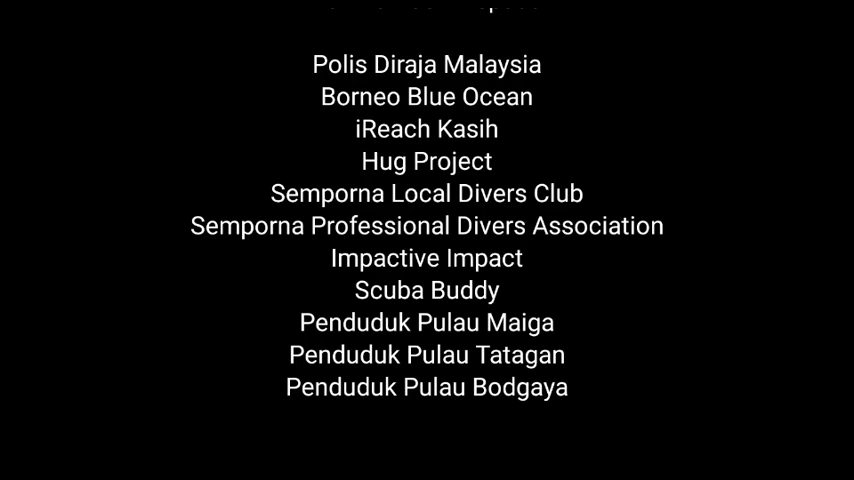 Polis Diraja Malaysia
Borneo Blue Ocean
iReach Kasih
Hug Project
Semporna Local Divers Club
Semporna Professional Divers Association
Impactive Impact
Scuba Buddy
Penduduk Pulau Maiga
Penduduk Pulau Tatagan
Penduduk Pulau Bodgaya